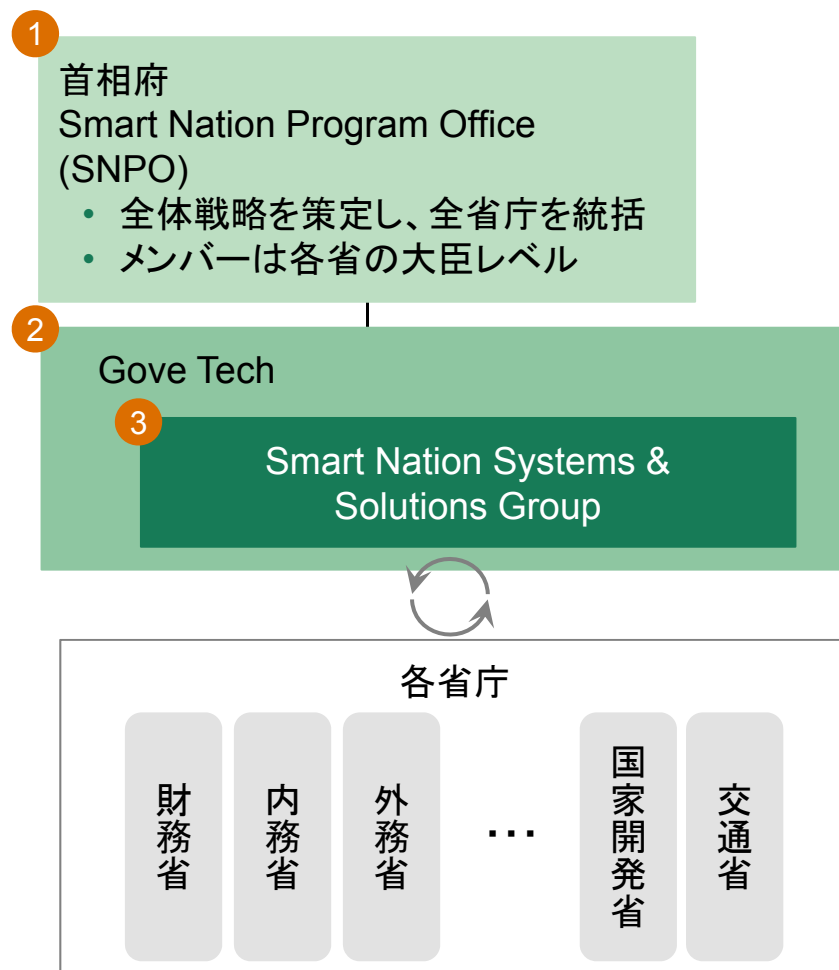 1
首相府
Smart Nation Program Office
(SNPO)
• 全体戦略を策定し、全省庁を統括
• メンバーは各省の大臣レベル
2
Gove Tech
3
Smart Nation Systems &
Solutions Group
各省庁
財務省
内務省
外務省
…
国家開発省
交通省